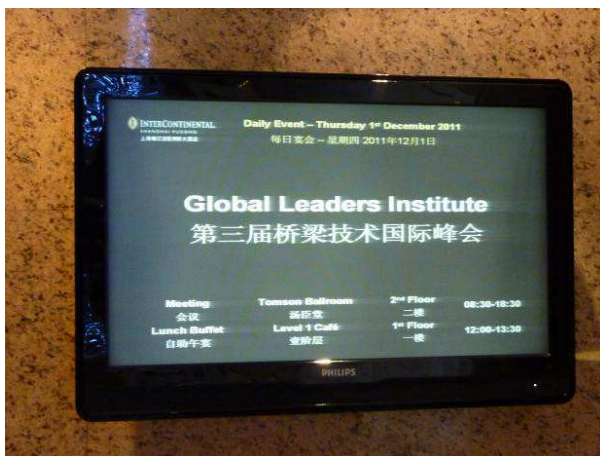 INTERCONTINENTAL
SHANGHAI PUDONG
Daily Event – Thursday 1st December 2011
每日宴会 – 星期四 2011年12月1日
Global Leaders Institute
第三届桥梁技术国际峰会
Meeting Tomson Ballroom 2nd Floor 08:30-18:30
会议 汤臣堂 二楼
Lunch Buffet Level 1 Café 1st Floor 12:00-13:30
自助午宴 壹阶层 一楼
PHILIPS